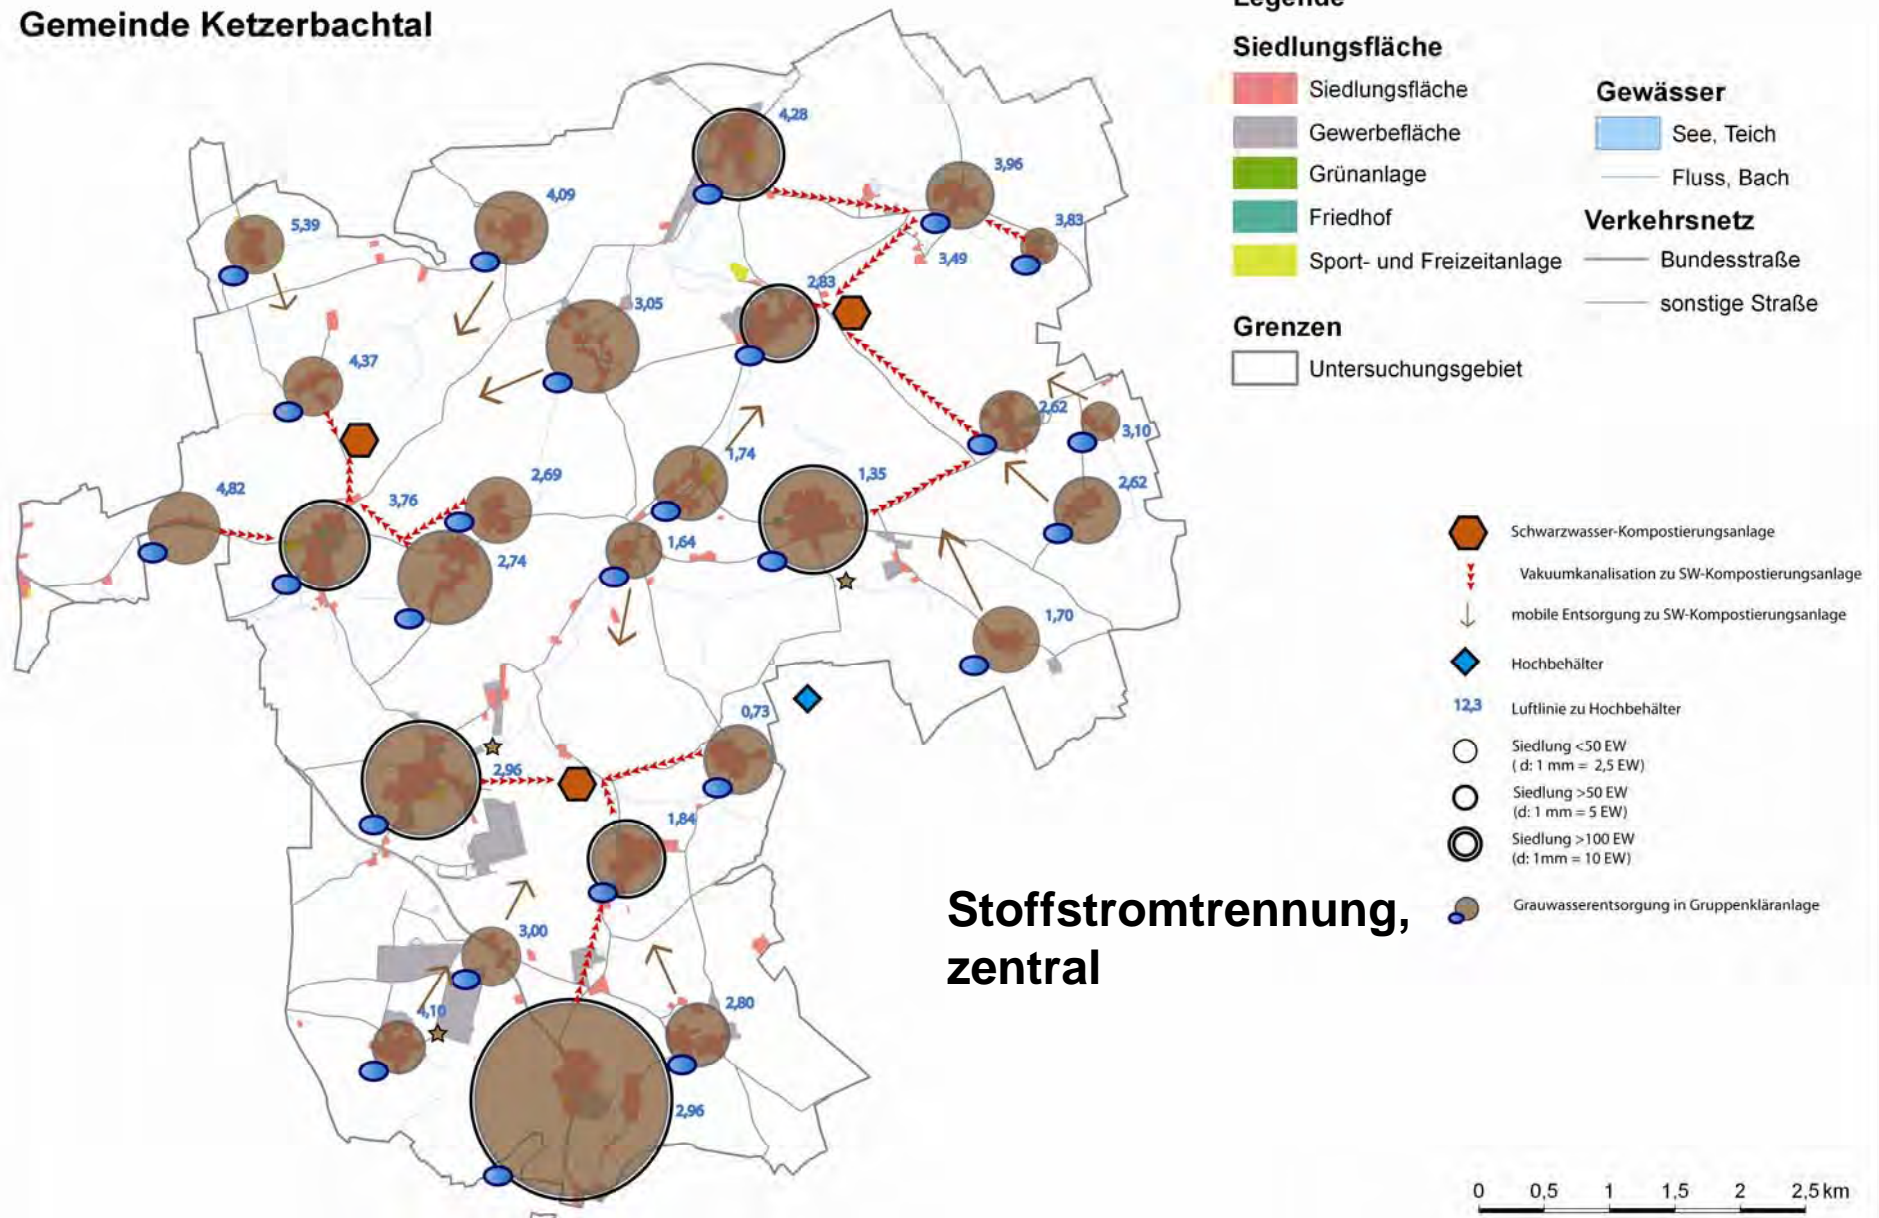 Gemeinde Ketzerbachtal
Legende
Siedlungsfläche
Siedlungsfläche
Gewerbefläche
Grünanlage
Friedhof
Sport- und Freizeitanlage
Grenzen
Untersuchungsgebiet
Gewässer
See, Teich
Fluss, Bach
Verkehrsnetz
Bundesstraße
sonstige Straße
4,28
3,96
4,09
5,39
3,83
3,49
2,83
3,05
4,37
2,62
3,10
1,74
2,69
1,35
4,82
2,62
3,76
1,64
2,74
1,70
0,73
2,96
1,84
3,00
2,80
4,10
2,96
Schwarzwasser-Kompostierungsanlage
Vakuumkanalisation zu SW-Kompostierungsanlage
mobile Entsorgung zu SW-Kompostierungsanlage
Hochbehälter
12,3 Luftlinie zu Hochbehälter
Siedlung <50 EW
( d: 1 mm = 2,5 EW)
Siedlung >50 EW
(d: 1 mm = 5 EW)
Siedlung >100 EW
(d: 1mm = 10 EW)
Grauwasserentsorgung in Gruppenkläranlage
Stoffstromtrennung,
zentral
0 0,5 1 1,5 2 2,5 km